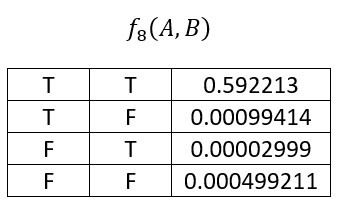 f₈(A, B)
T T 0.592213
T F 0.00099414
F T 0.00002999
F F 0.000499211